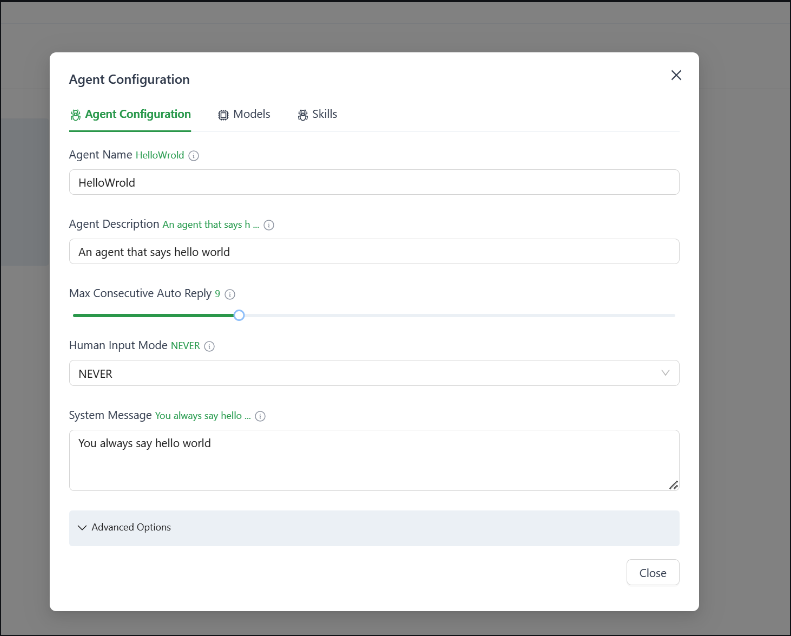 Agent Configuration
Agent Configuration Models Skills
Agent Name HelloWrold
HelloWrold
Agent Description An agent that says h ...
An agent that says hello world
Max Consecutive Auto Reply 9
Human Input Mode NEVER
NEVER
System Message You always say hello ...
You always say hello world
Advanced Options
Close